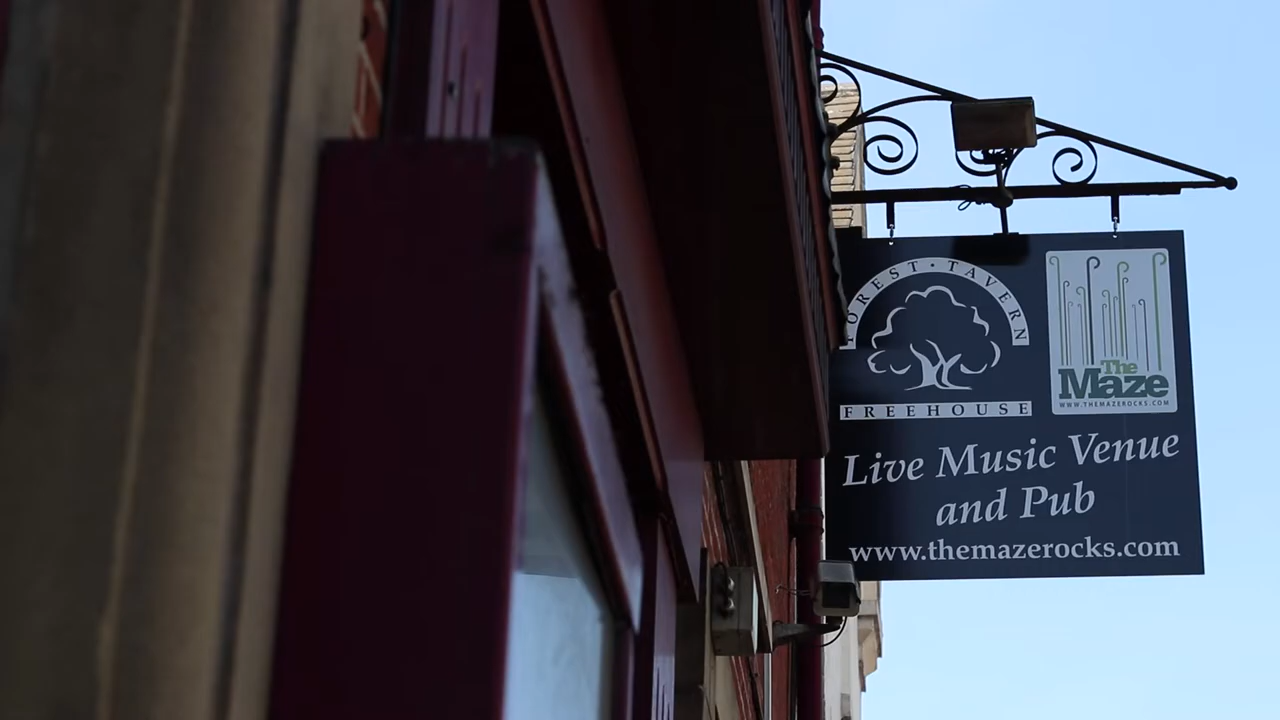 FOREST · TAVERN
FREEHOUSE
The
Maze
WWW.THEMAZEROCKS.COM
Live Music Venue
and Pub
www.themazerocks.com